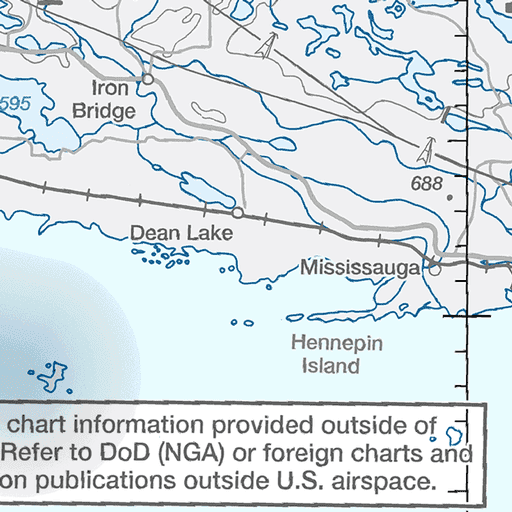 Iron
Bridge
595
688
Dean Lake
Mississauga
Hennepin
Island
chart information provided outside of
Refer to DoD (NGA) or foreign charts and
on publications outside U.S. airspace.